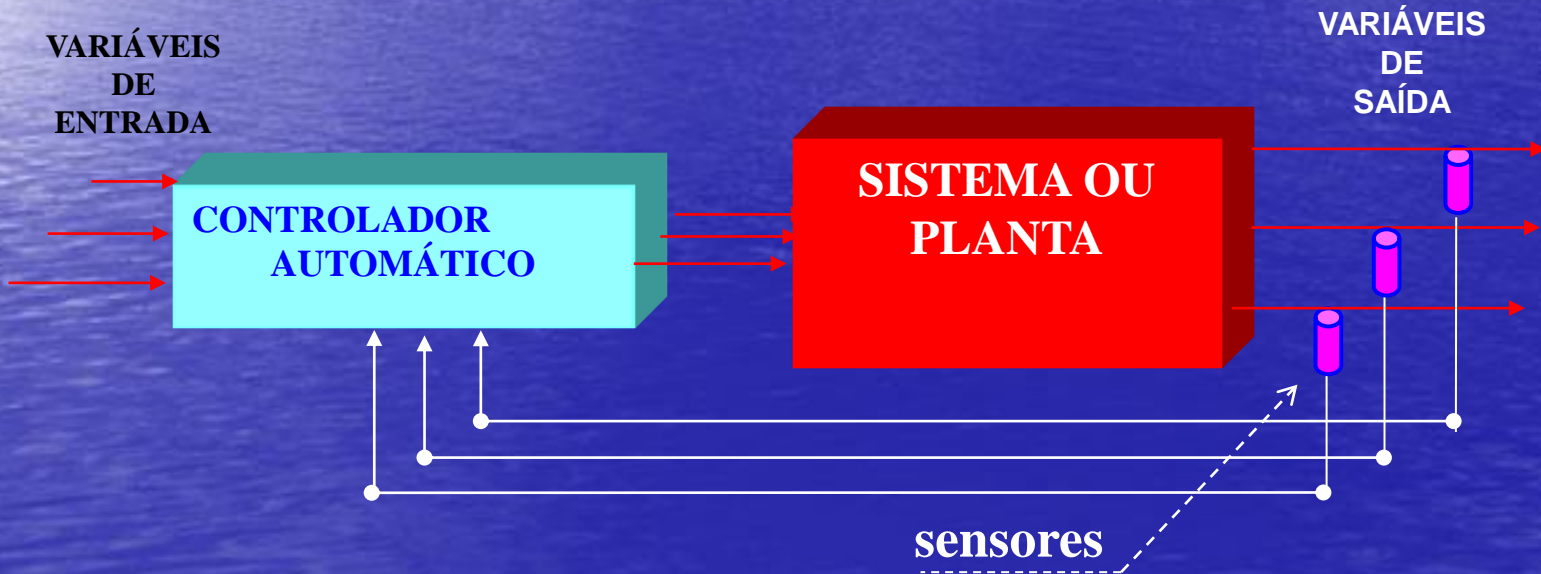 VARIÁVEIS
DE
ENTRADA
CONTROLADOR
AUTOMÁTICO
SISTEMA OU
PLANTA
VARIÁVEIS
DE
SAÍDA
sensores